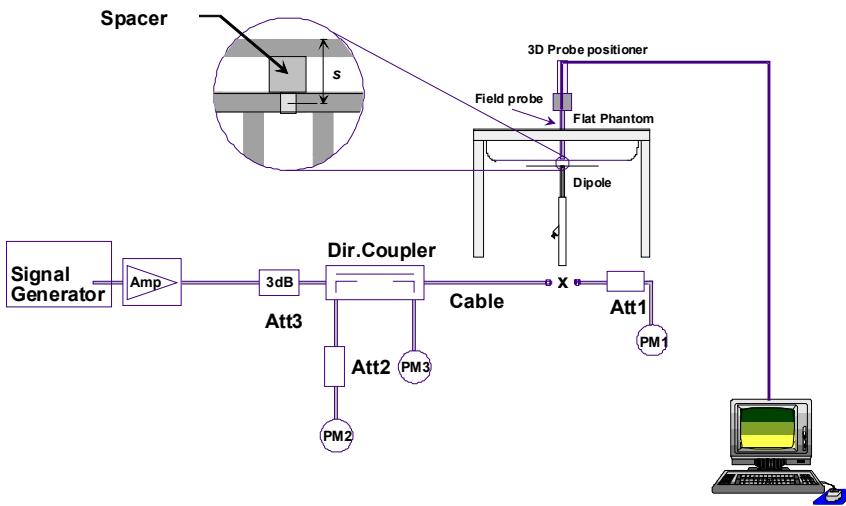 Spacer
s
3D Probe positioner
Field probe
Flat Phantom
Dipole
Dir.Coupler
Signal
Generator
Amp
3dB
Att3
Cable
x
Att1
PM1
Att2
PM3
PM2